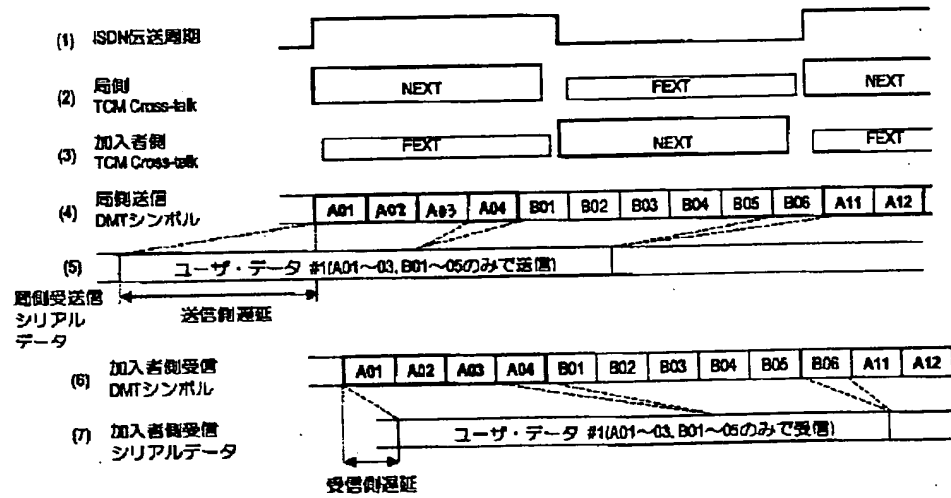 (1) ISDN伝送周期
(2) 局側 TCM Cross-talk
NEXT FEXT NEXT
(3) 加入者側 TCM Cross-talk
FEXT NEXT FEXT
(4) 局側送信 DMTシンボル
A01 A02 A03 A04 B01 B02 B03 B04 B05 B06 A11 A12
(5) 局側受送信 シリアル データ
ユーザ・データ #1(A01～03、B01～05のみで送信)
送信側遅延
(6) 加入者側受信 DMTシンボル
A01 A02 A03 A04 B01 B02 B03 B04 B05 B06 A11 A12
(7) 加入者側受信 シリアルデータ
ユーザ・データ #1(A01～03、B01～05のみで受信)
受信側遅延